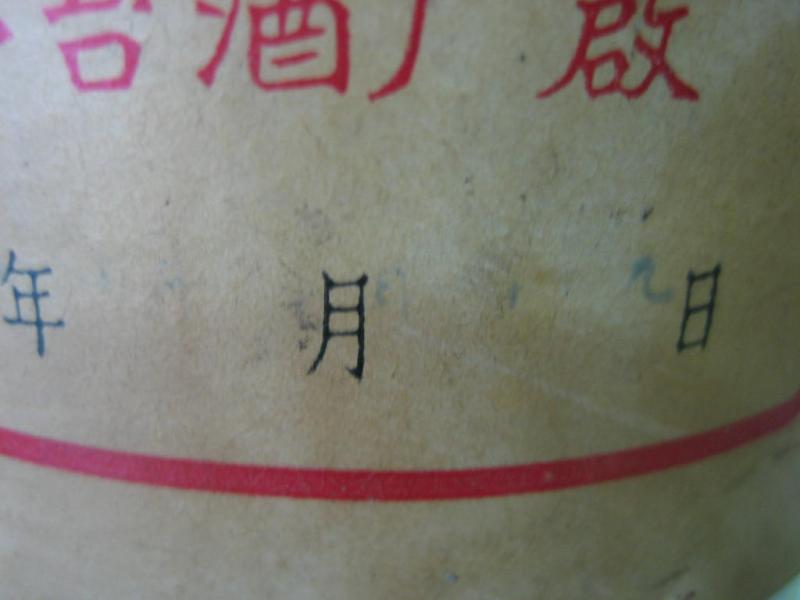 台酒厂 啟
年 月 日